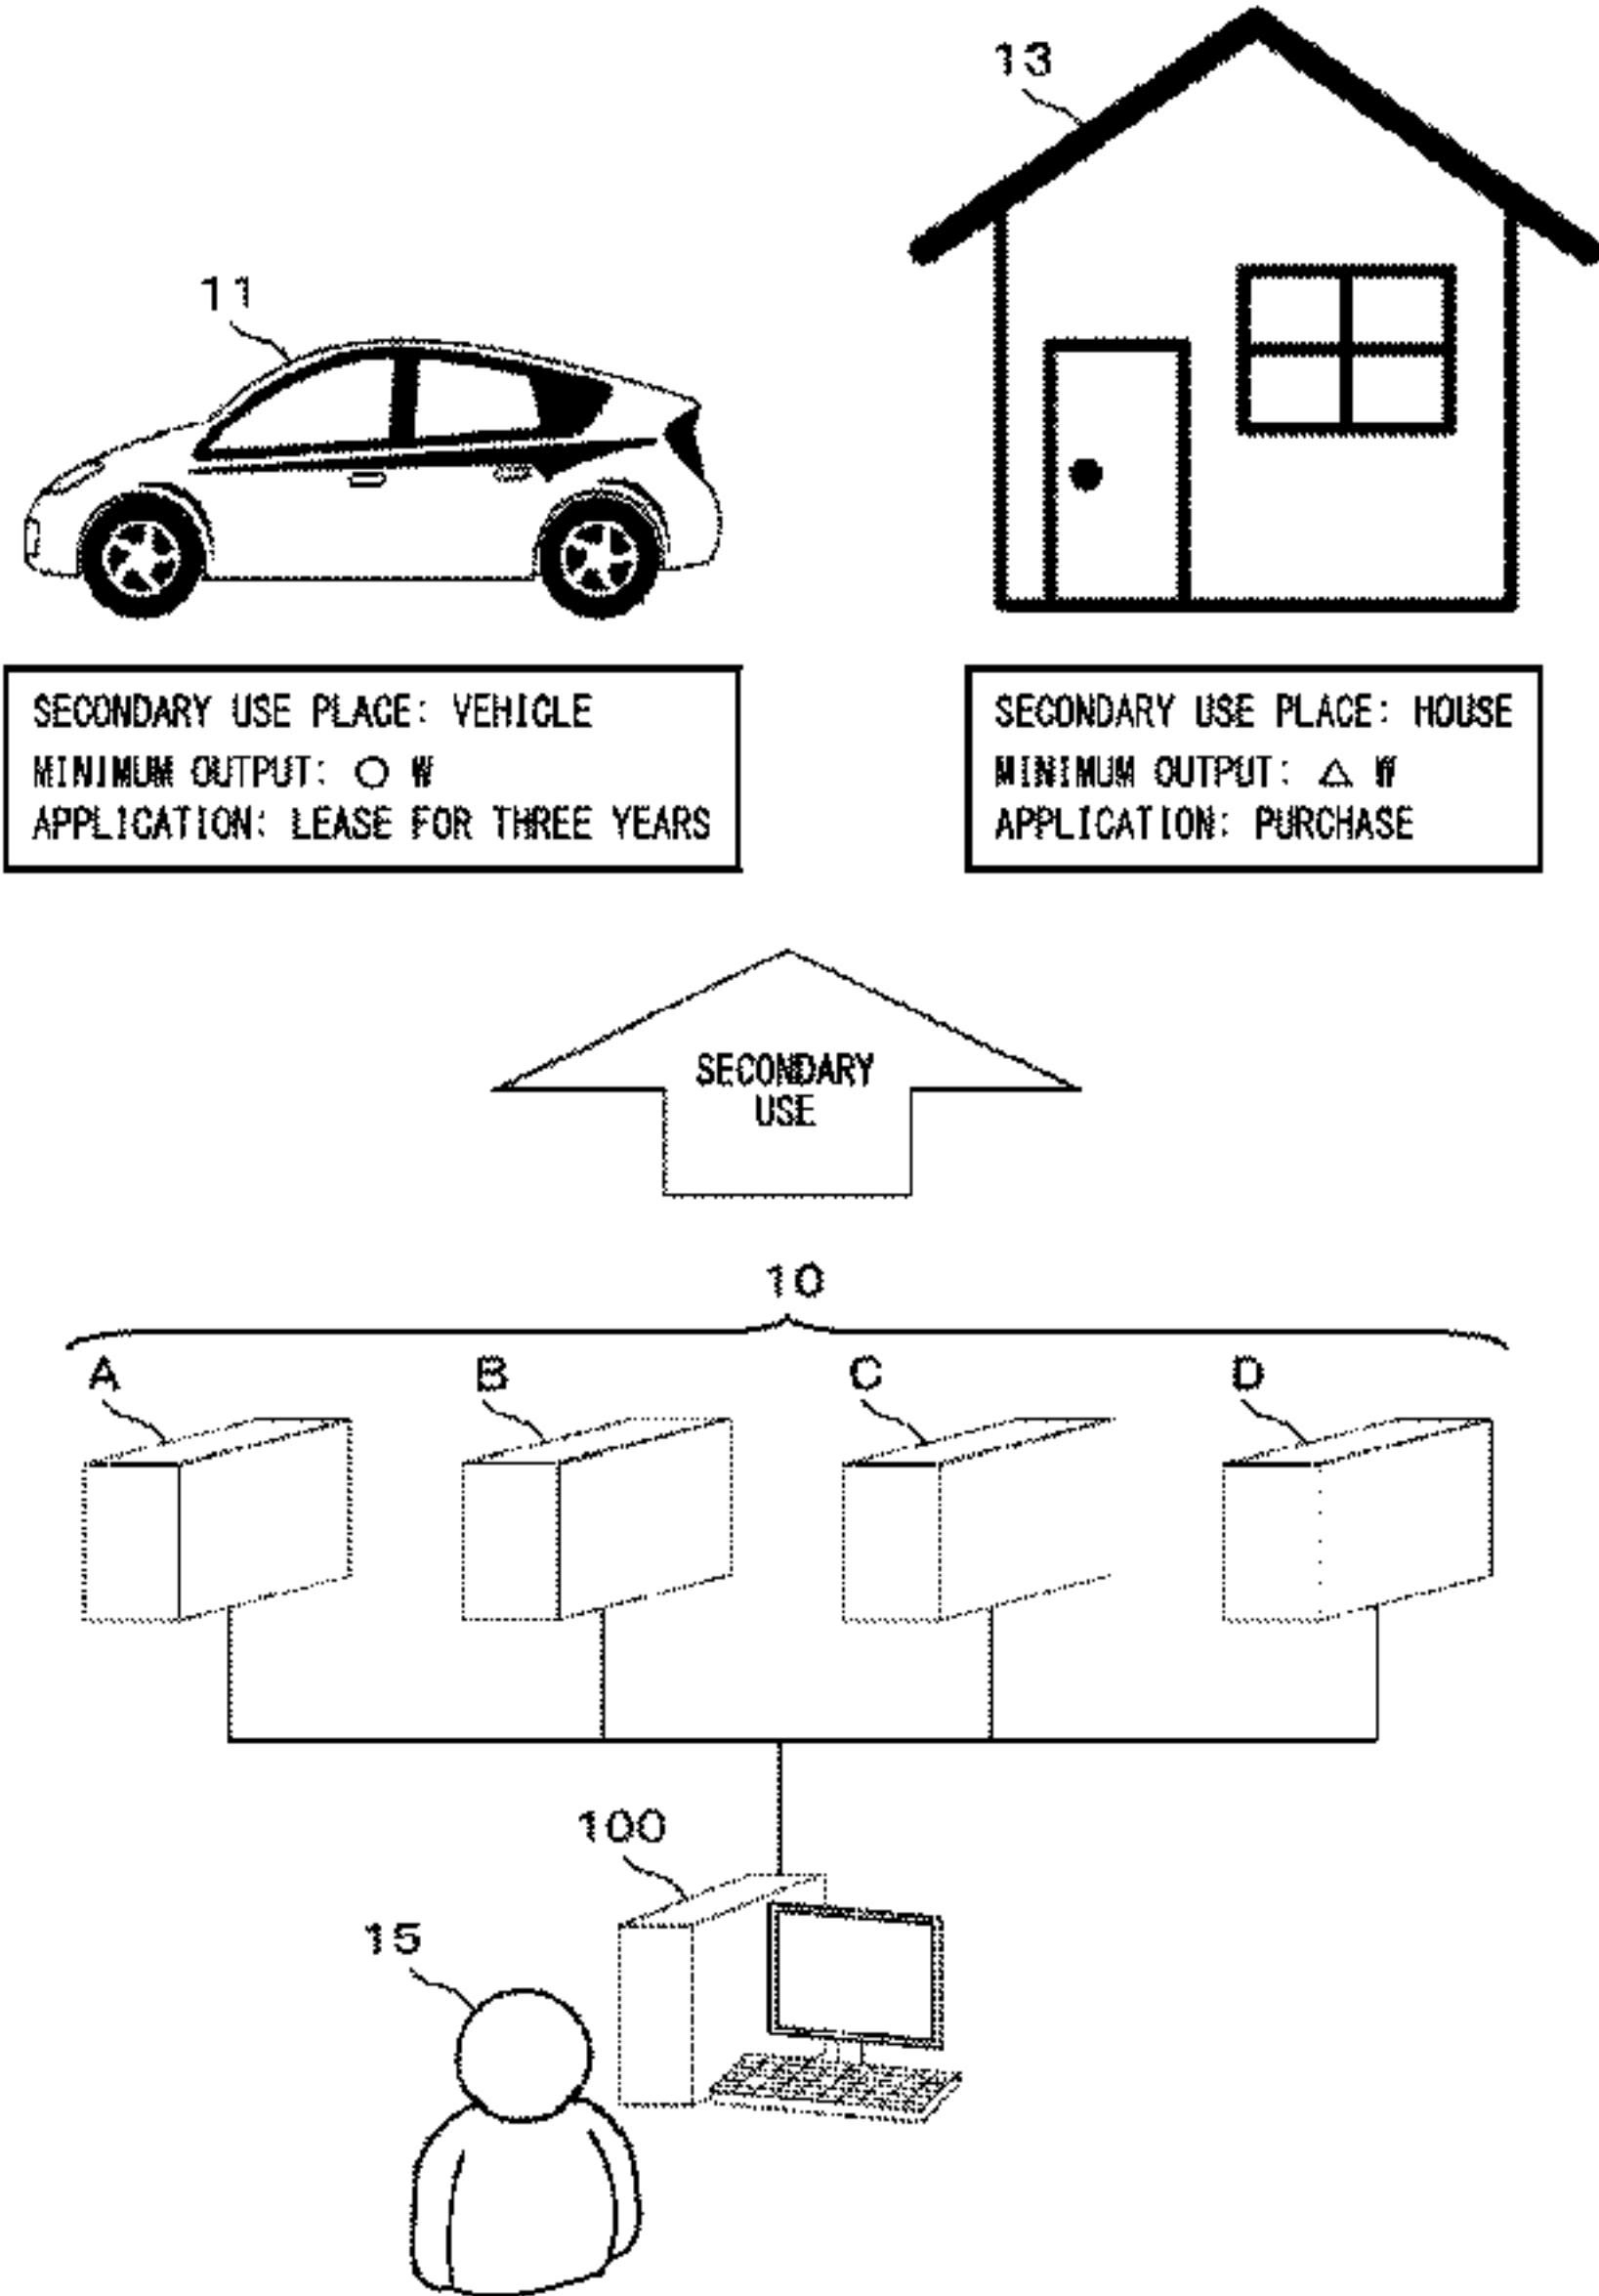 13
11
SECONDARY USE PLACE: VEHICLE
MINIMUM OUTPUT: ○ W
APPLICATION: LEASE FOR THREE YEARS
SECONDARY USE PLACE: HOUSE
MINIMUM OUTPUT: △ W
APPLICATION: PURCHASE
SECONDARY
USE
10
A B C D
100
15